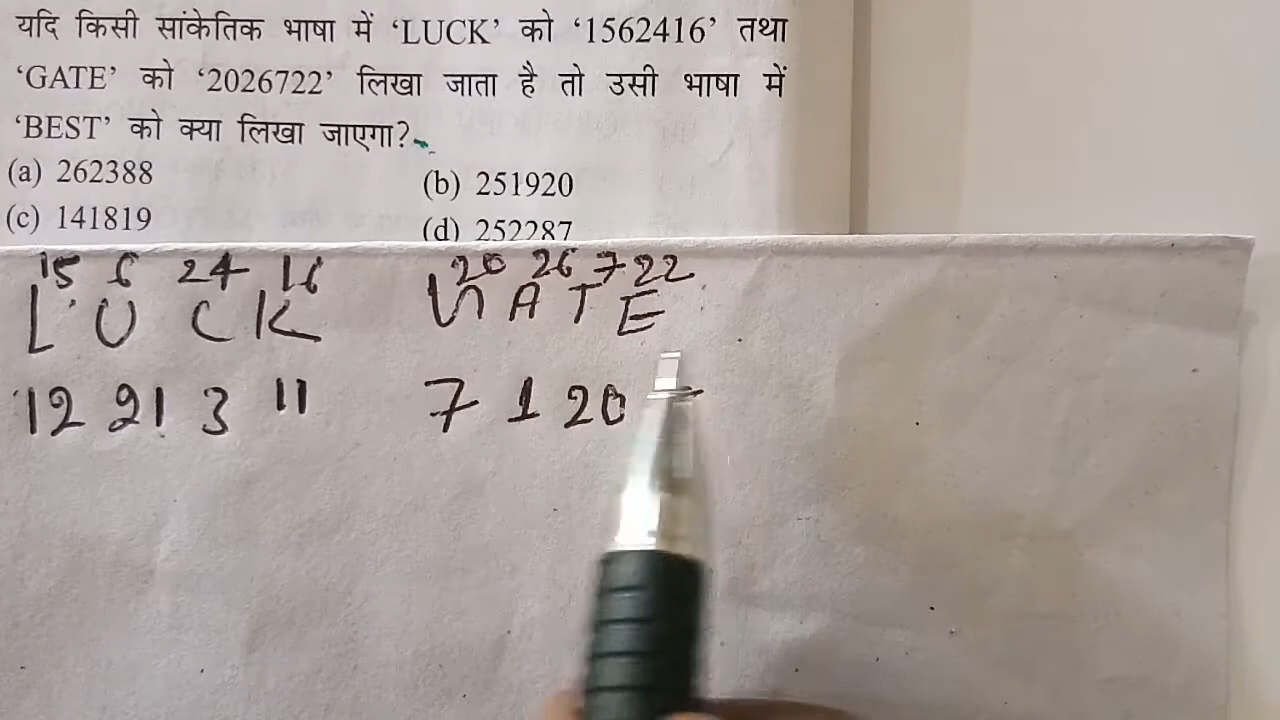 यदि किसी सांकेतिक भाषा में ‘LUCK’ को ‘1562416’ तथा
‘GATE’ को ‘2026722’ लिखा जाता है तो उसी भाषा में
‘BEST’ को क्या लिखा जाएगा?
(a) 262388
(b) 251920
(c) 141819
(d) 252287
15 6 24 16
20 26 7 22
L U C K
G A T E
12 21 3 11
7 1 20